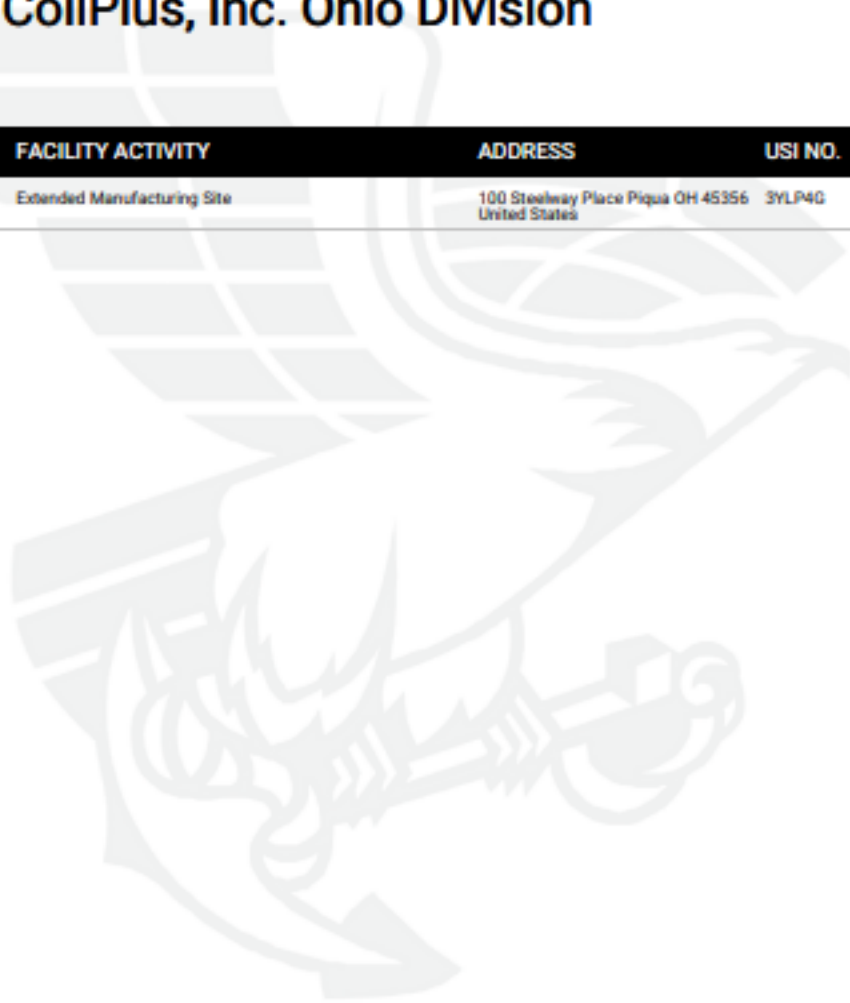 CoilPlus, Inc. Ohio Division
FACILITY ACTIVITY ADDRESS USI NO.
Extended Manufacturing Site 100 Steelway Place Piqua OH 45356 3YLP4G
United States